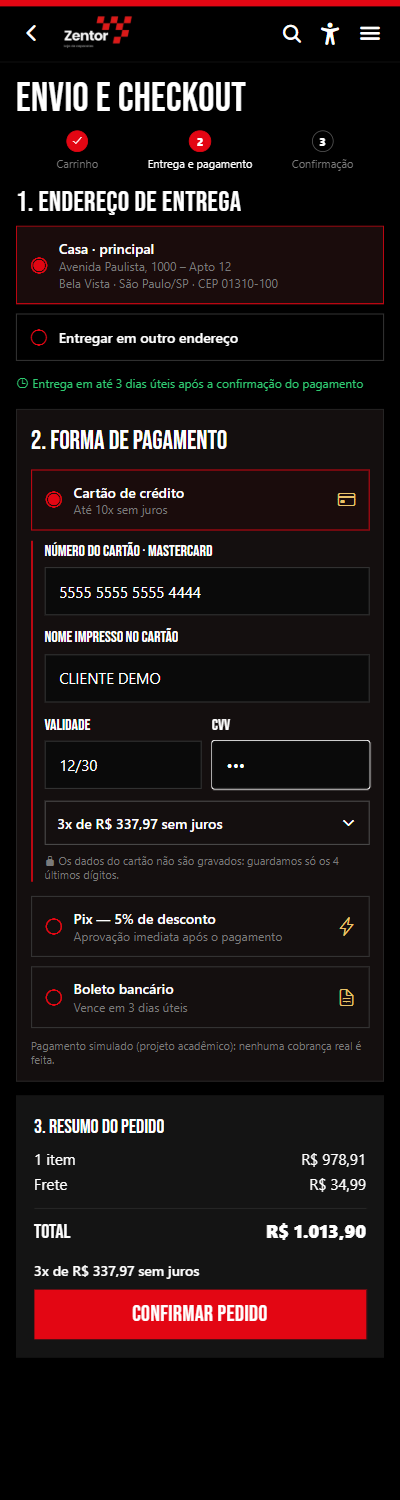 Zentor
ENVIO E CHECKOUT
2
3
Carrinho
Entrega e pagamento
Confirmação
1. ENDEREÇO DE ENTREGA
Casa · principal
Avenida Paulista, 1000 – Apto 12
Bela Vista · São Paulo/SP · CEP 01310-100
Entregar em outro endereço
Entrega em até 3 dias úteis após a confirmação do pagamento
2. FORMA DE PAGAMENTO
Cartão de crédito
Até 10x sem juros
NÚMERO DO CARTÃO · MASTERCARD
5555 5555 5555 4444
NOME IMPRESSO NO CARTÃO
CLIENTE DEMO
VALIDADE
CVV
12/30
•••
3x de R$ 337,97 sem juros
Os dados do cartão não são gravados: guardamos só os 4
últimos dígitos.
Pix — 5% de desconto
Aprovação imediata após o pagamento
Boleto bancário
Vence em 3 dias úteis
Pagamento simulado (projeto acadêmico): nenhuma cobrança real é
feita.
3. RESUMO DO PEDIDO
1 item
R$ 978,91
Frete
R$ 34,99
TOTAL
R$ 1.013,90
3x de R$ 337,97 sem juros
CONFIRMAR PEDIDO